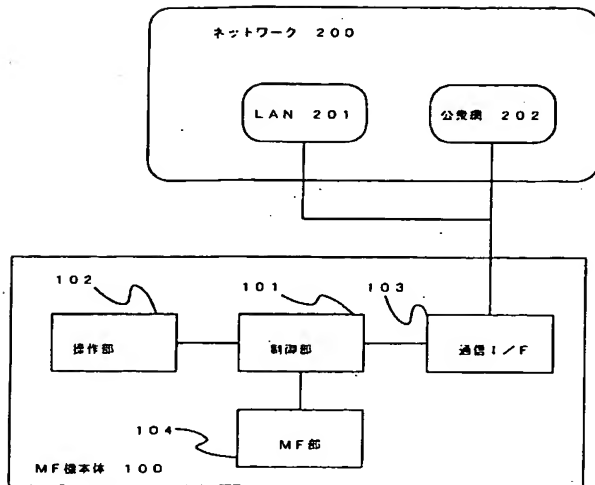 ネットワーク 200
LAN 201
公衆網 202
102
101
103
操作部
制御部
通信I/F
104
MF部
MF機本体 100